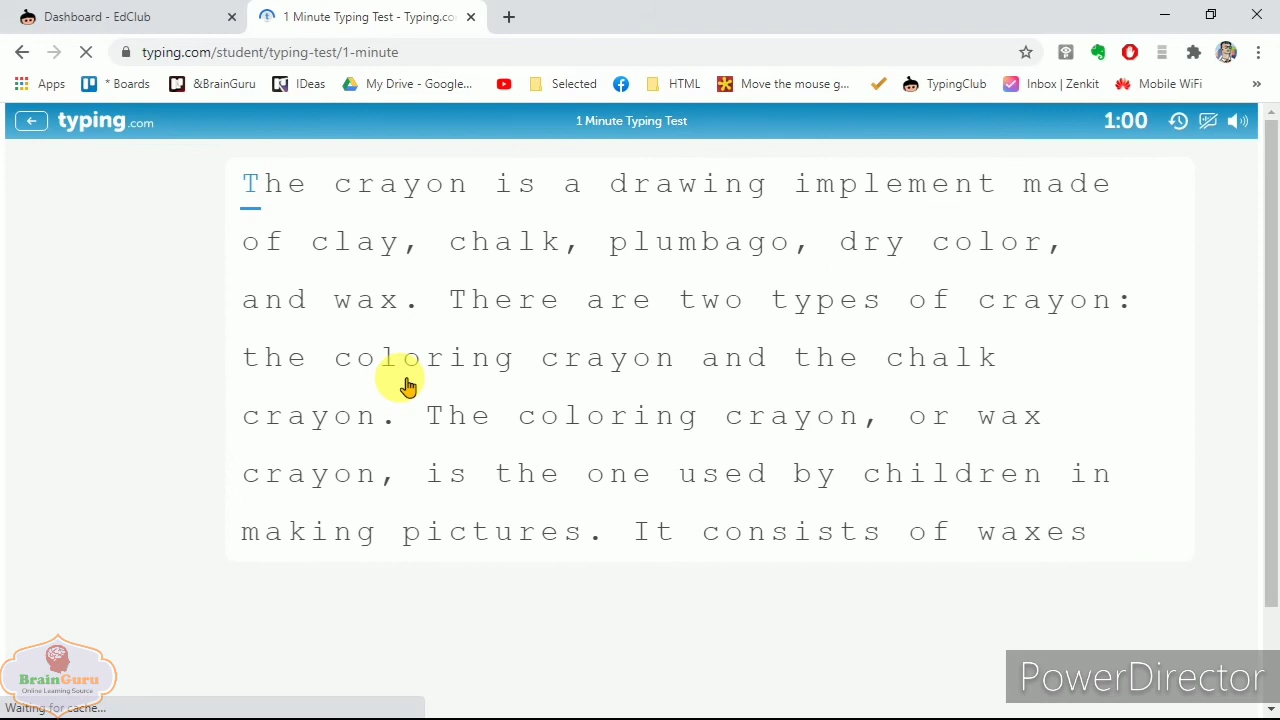 Dashboard - EdClub
1 Minute Typing Test - Typing.co
typing.com/student/typing-test/1-minute
Apps * Boards &BrainGuru IDeas My Drive - Google... Selected HTML Move the mouse g... TypingClub Inbox | Zenkit Mobile WiFi »
typing.com 1 Minute Typing Test 1:00
The crayon is a drawing implement made
of clay, chalk, plumbago, dry color,
and wax. There are two types of crayon:
the coloring crayon and the chalk
crayon. The coloring crayon, or wax
crayon, is the one used by children in
making pictures. It consists of waxes
BrainGuru
Online Learning Source
PowerDirector
Waiting for cache...